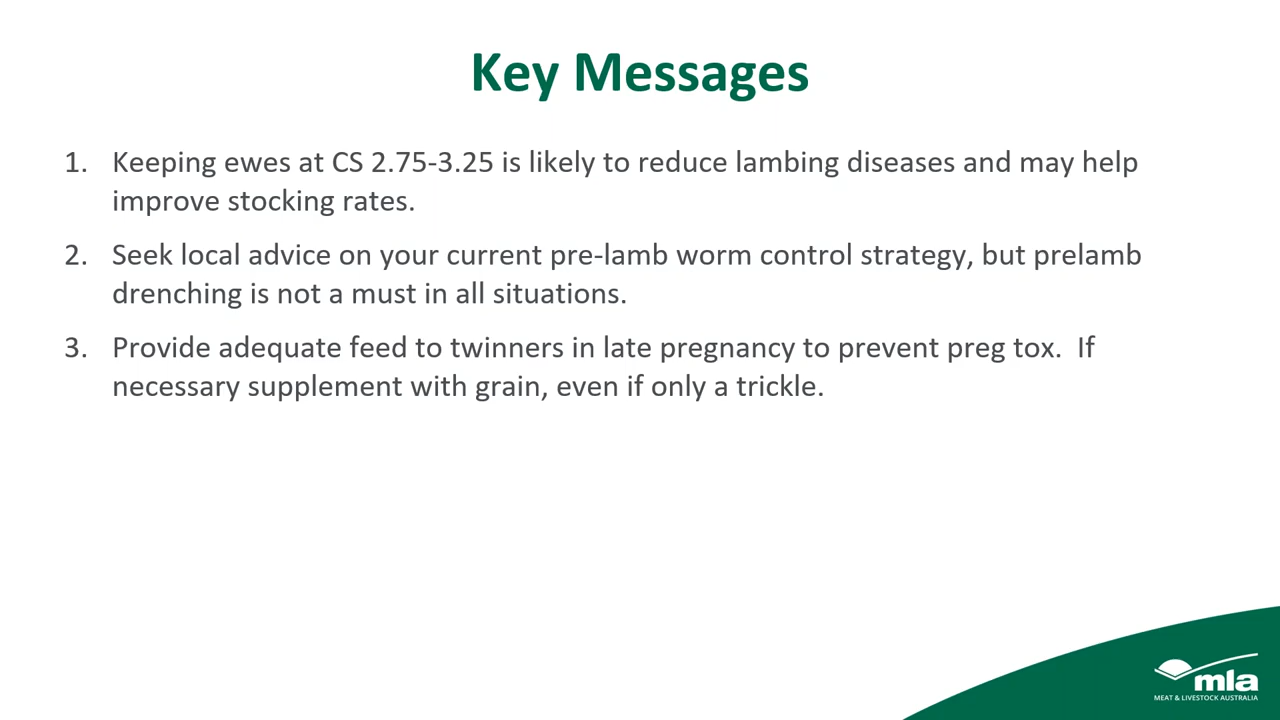 Key Messages
1. Keeping ewes at CS 2.75-3.25 is likely to reduce lambing diseases and may help
improve stocking rates.
2. Seek local advice on your current pre-lamb worm control strategy, but prelamb
drenching is not a must in all situations.
3. Provide adequate feed to twinners in late pregnancy to prevent preg tox.  If
necessary supplement with grain, even if only a trickle.
mla
MEAT & LIVESTOCK AUSTRALIA